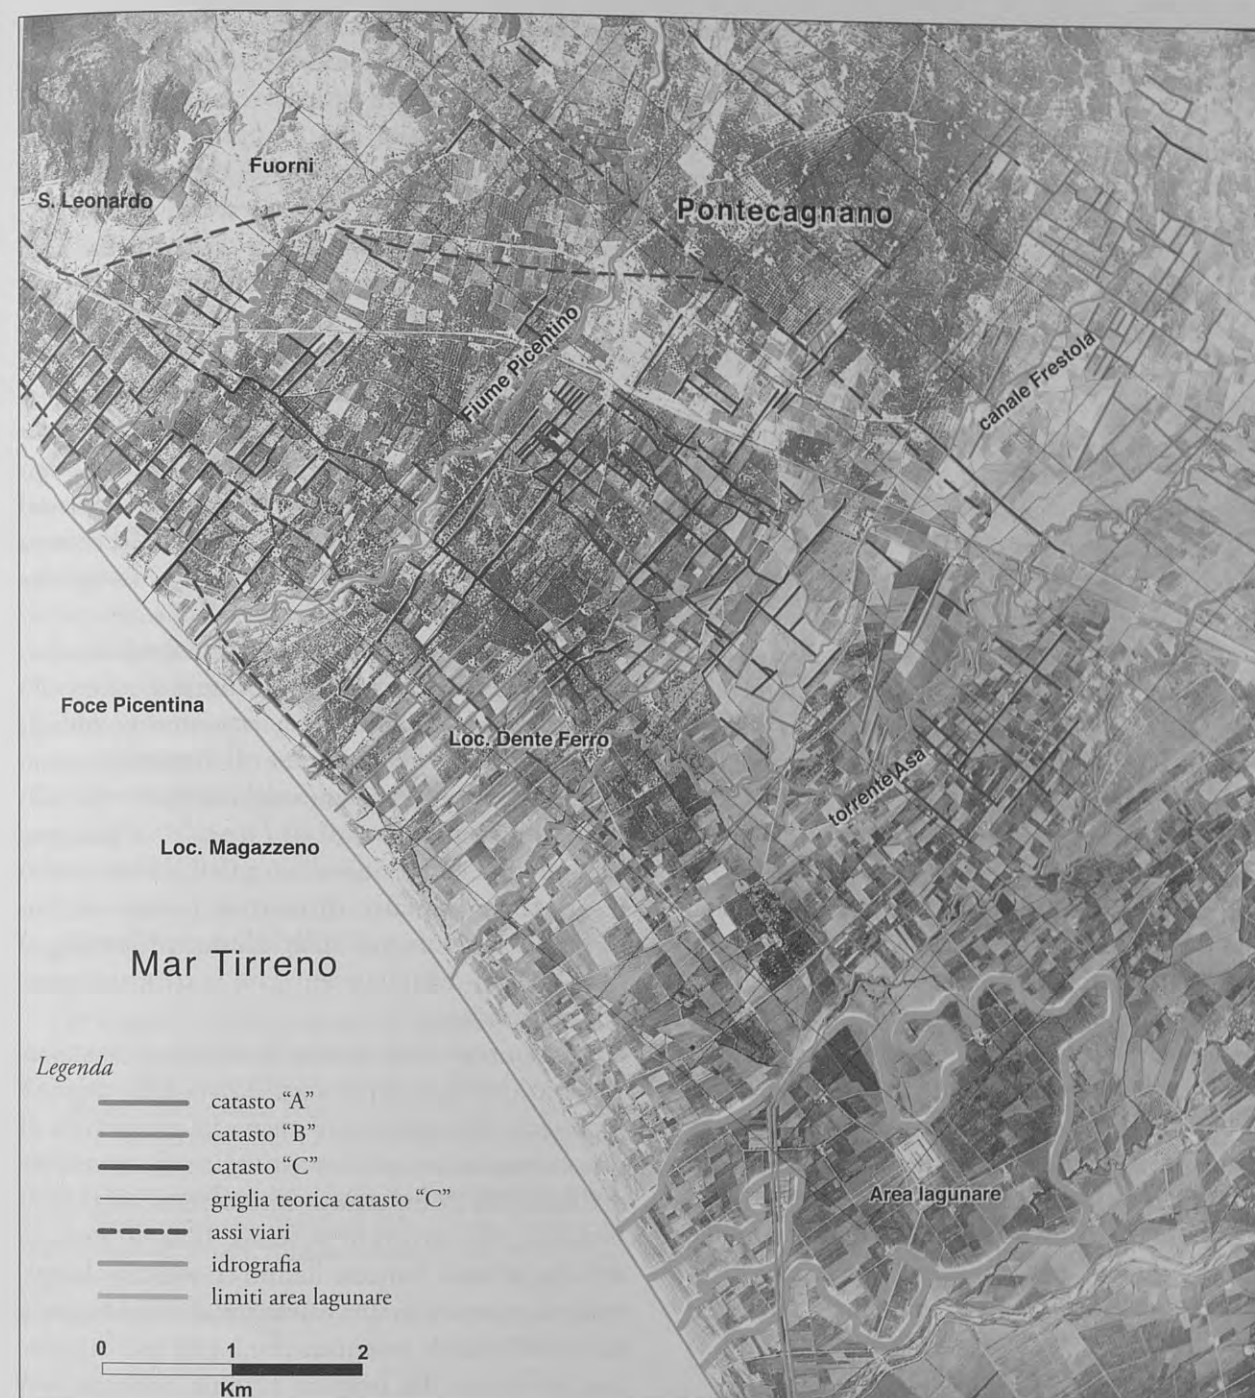 Fuorni
S. Leonardo
Pontecagnano
Fiume Picentino
canale Frestola
Foce Picentina
Loc. Dente Ferro
torrente Asa
Loc. Magazzeno
Mar Tirreno
Area lagunare
Legenda
catasto “A”
catasto “B”
catasto “C”
griglia teorica catasto “C”
assi viari
idrografia
limiti area lagunare
0 1 2
Km